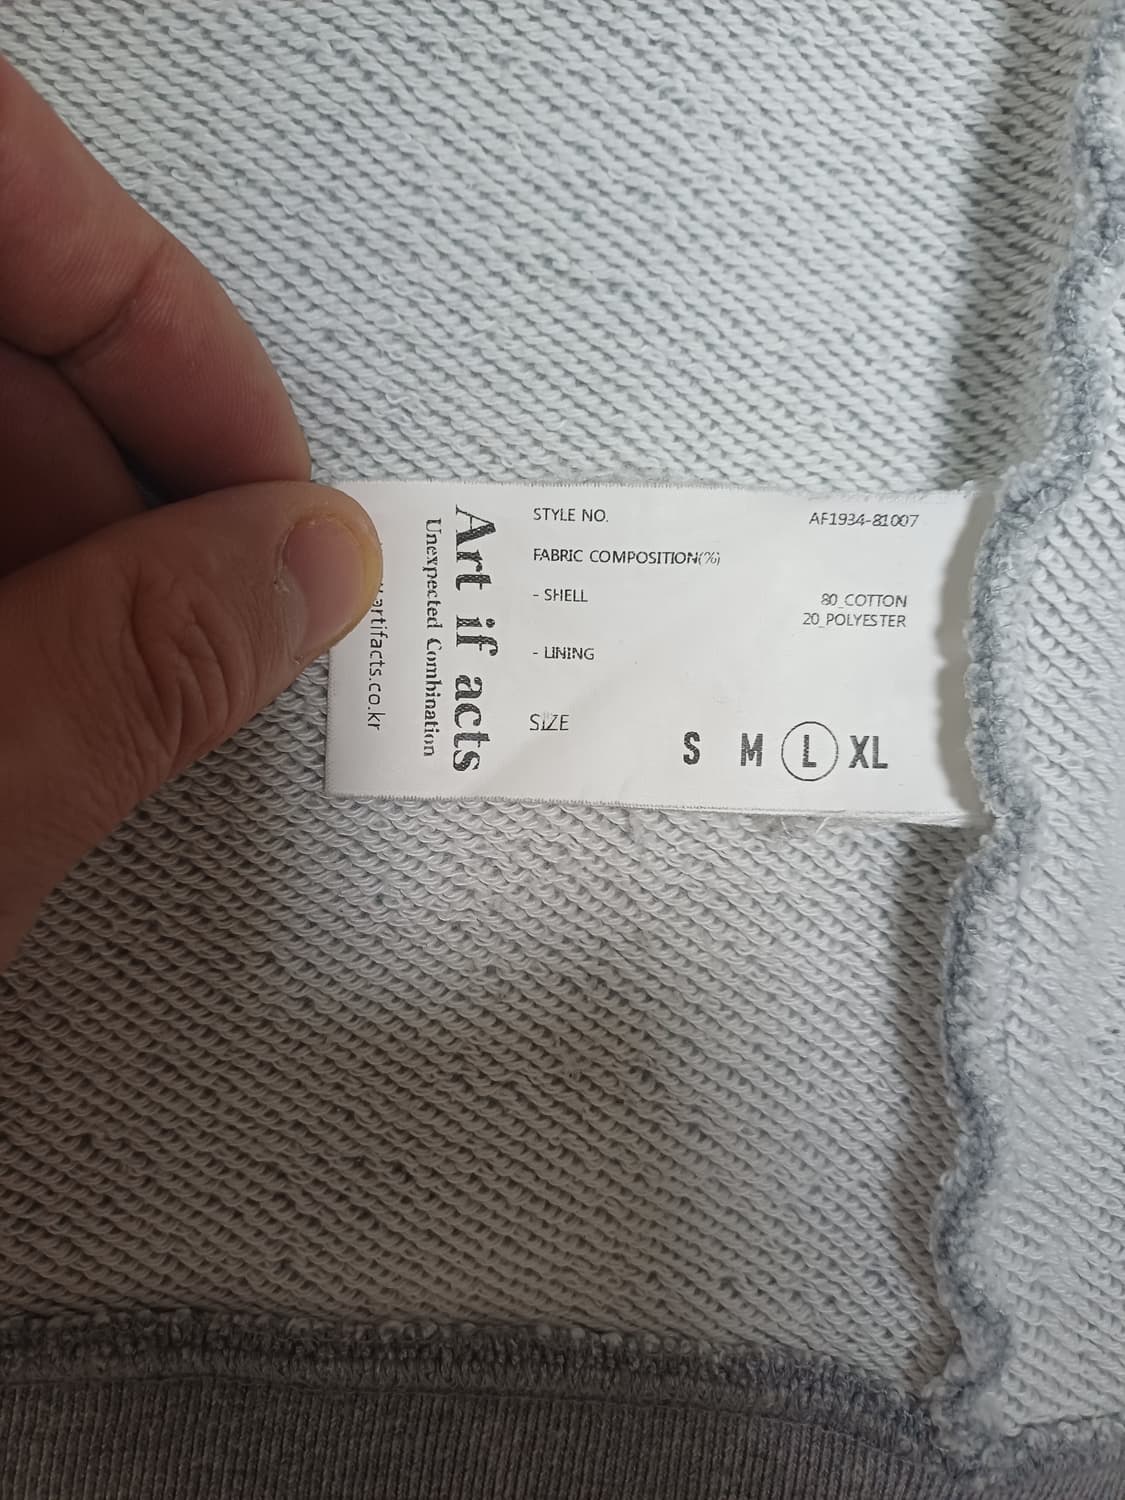 Art if acts
Unexpected Combination
artifacts.co.kr
STYLE NO. AF1934-81007
FABRIC COMPOSITION(%)
- SHELL 80_COTTON
20_POLYESTER
- LINING
SIZE
S M L XL